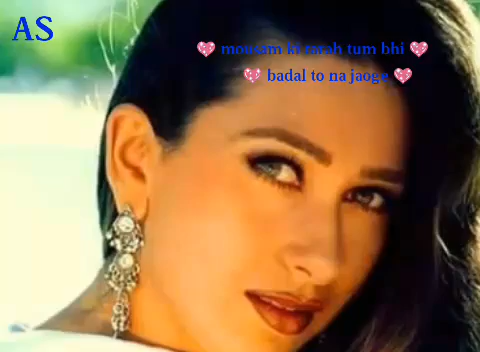 AS
💖 mousam ki tarah tum bhi 💖
💖 badal to na jaoge 💖